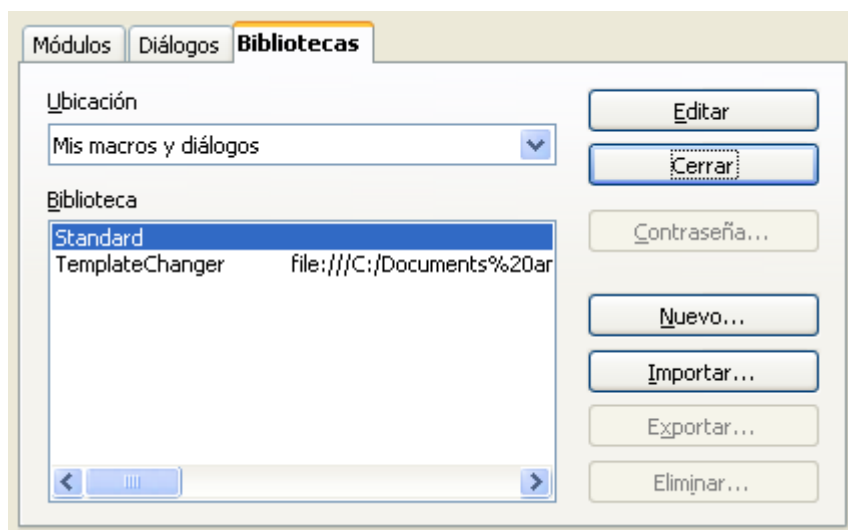 Módulos Diálogos Bibliotecas
Ubicación
Mis macros y diálogos
Biblioteca
Standard
TemplateChanger file:///C:/Documents%20ar
Editar
Cerrar
Contraseña...
Nuevo...
Importar...
Exportar...
Eliminar...